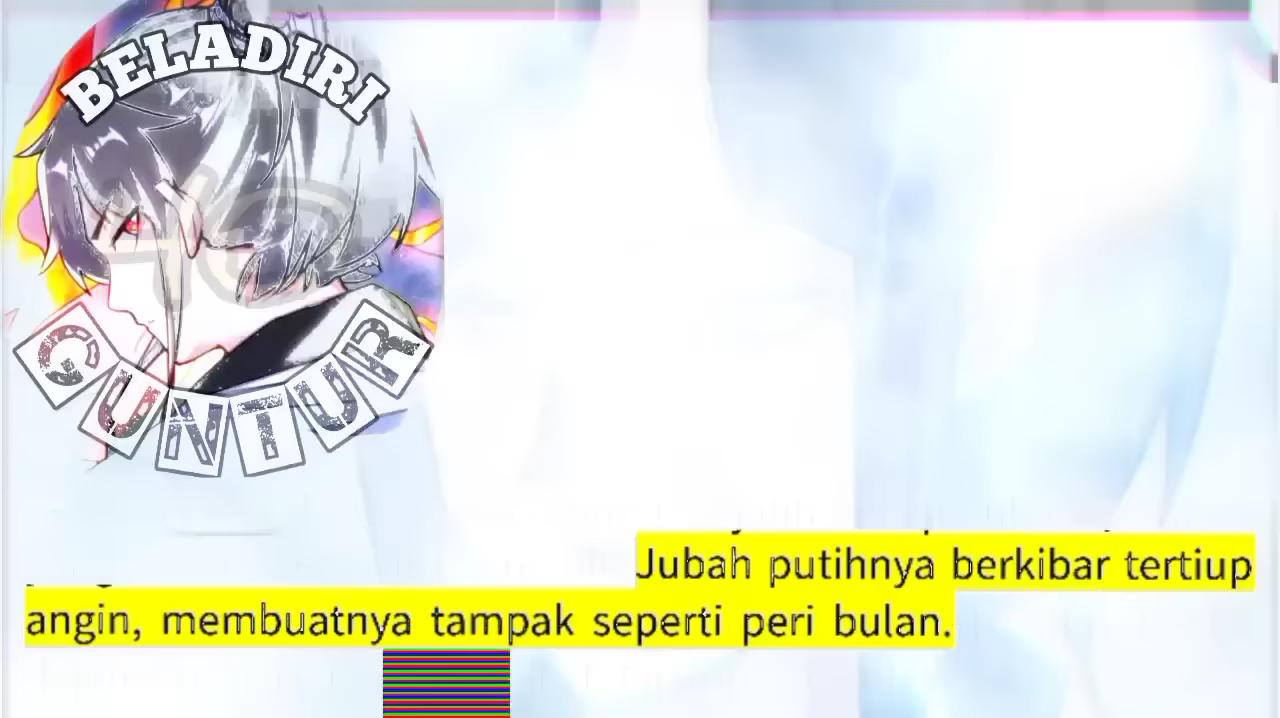 BELADIRI
GUNTUR
Jubah putihnya berkibar tertiup
angin, membuatnya tampak seperti peri bulan.